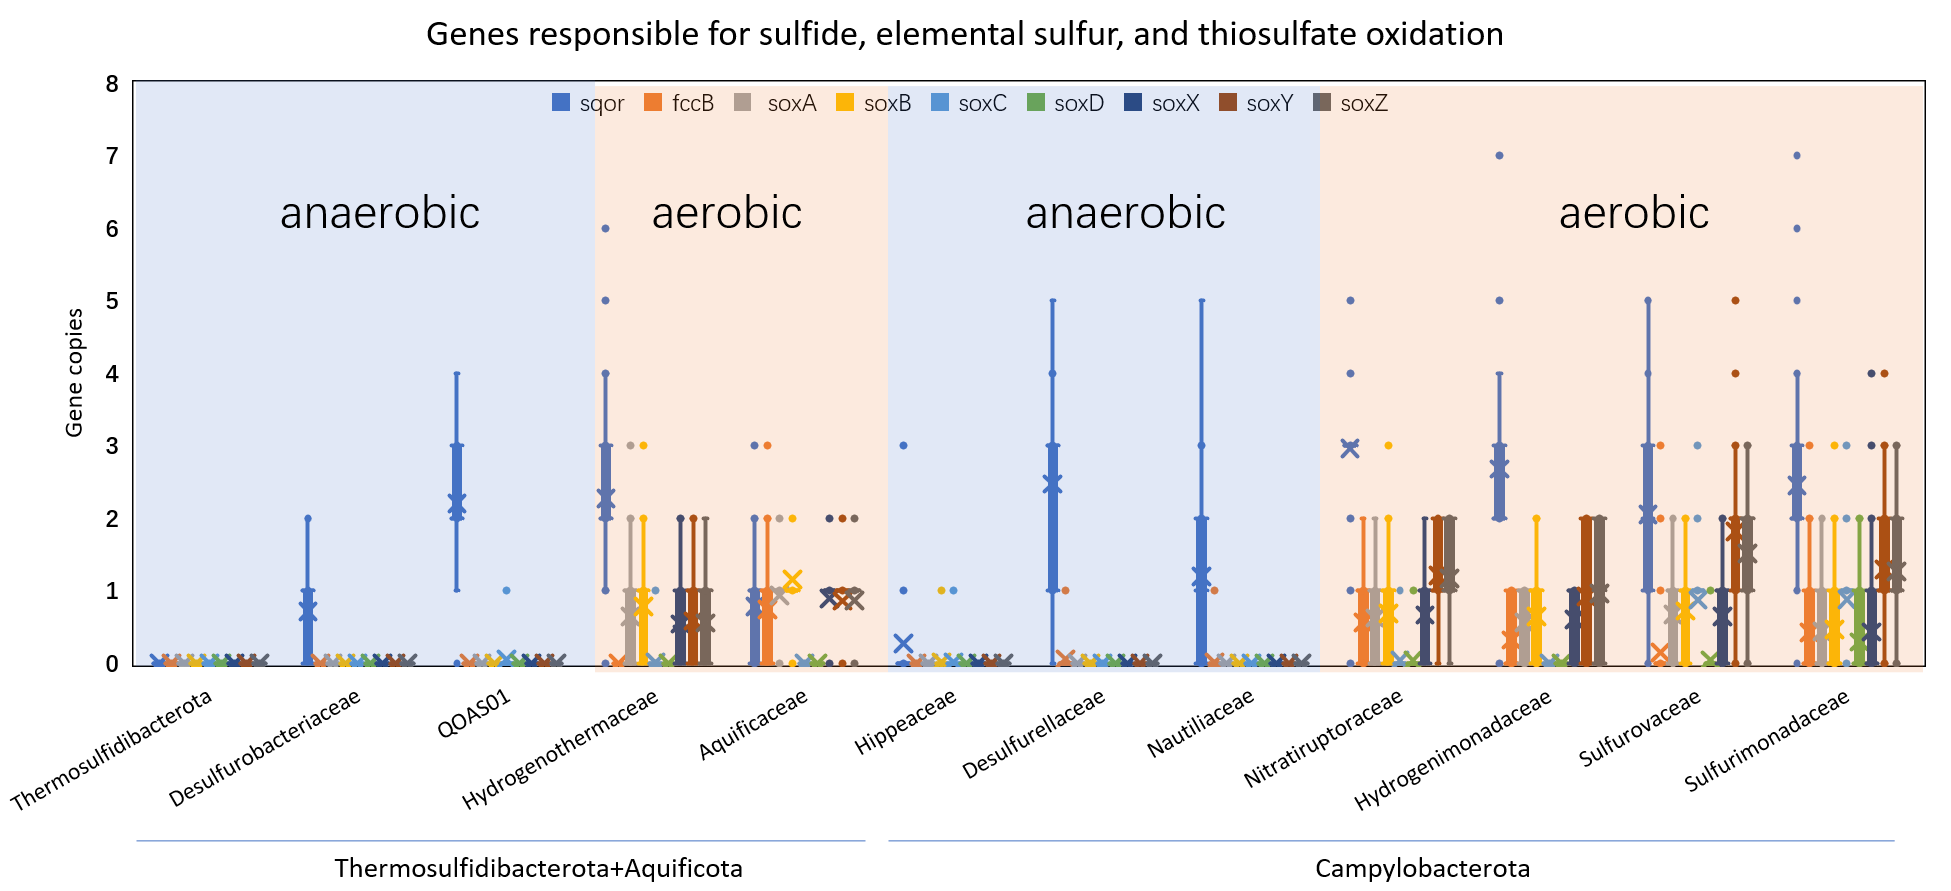 Genes responsible for sulfide, elemental sulfur, and thiosulfate oxidation
sqor fccB soxA soxB soxC soxD soxX soxY soxZ
anaerobic aerobic anaerobic aerobic
Gene copies
8
7
6
5
4
3
2
1
0
Thermosulfidibacterota
Desulfurobacteriaceae
QOAS01
Hydrogenothermaceae
Aquificaceae
Hippeaceae
Desulfurellaceae
Nautiliaceae
Nitratiruptoraceae
Hydrogenimonadaceae
Sulfurovaceae
Sulfurimonadaceae
Thermosulfidibacterota+Aquificota
Campylobacterota